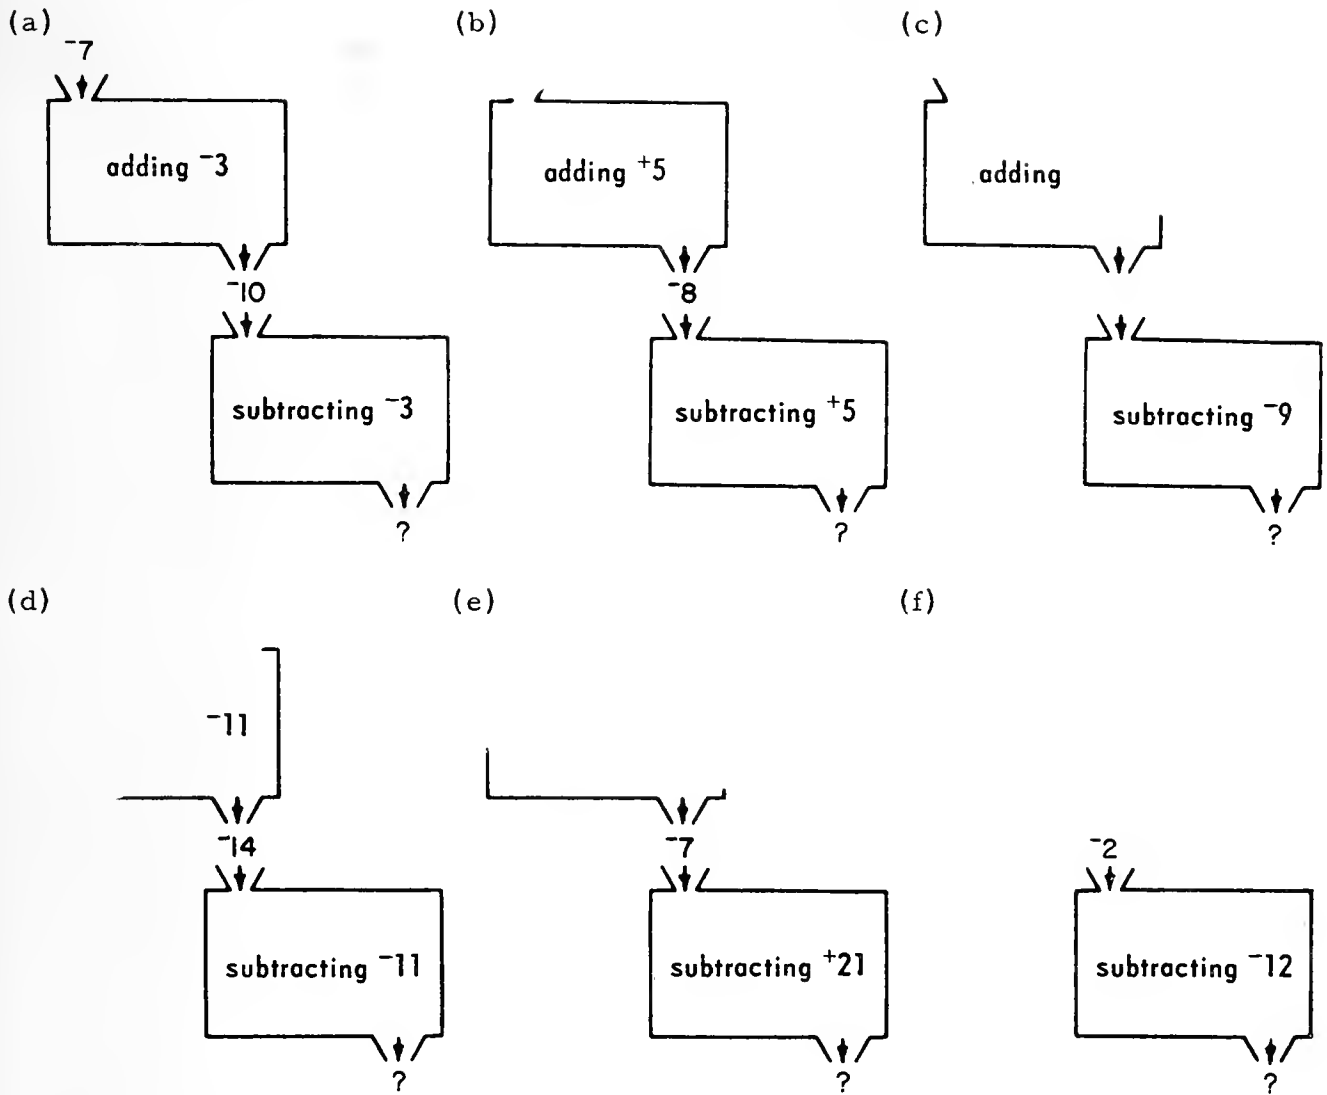 (a) (b) (c)
⁻7
adding ⁻3 adding ⁺5 adding
⁻10 ⁻8
subtracting ⁻3 subtracting ⁺5 subtracting ⁻9
? ? ?
(d) (e) (f)
⁻11
⁻14 ⁻7 ⁻2
subtracting ⁻11 subtracting ⁺21 subtracting ⁻12
? ? ?